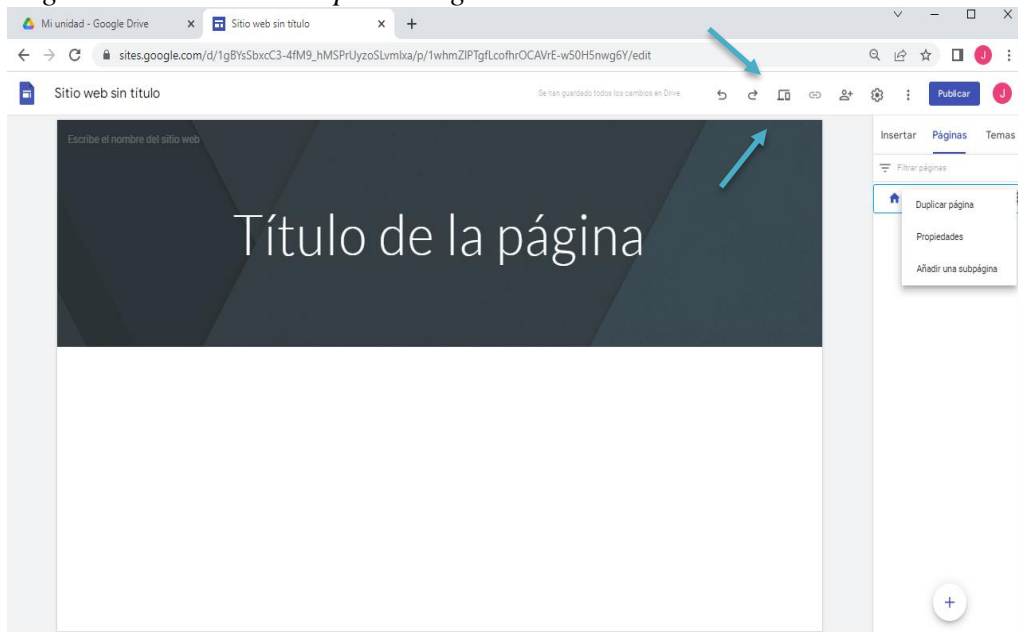 Mi unidad - Google Drive
Sitio web sin título
sites.google.com/d/1gBYsSbxcC3-4fM9_hMSPrUyzoSLvmlxa/p/1whmZlPTgfLcofhrOCAVrE-w50H5nwg6Y/edit
J
Sitio web sin título
Se han guardado todos los cambios en Drive.
Publicar
J
Escribe el nombre del sitio web
Insertar Páginas Temas
Filtrar páginas
Duplicar página
Propiedades
Añadir una subpágina
Título de la página